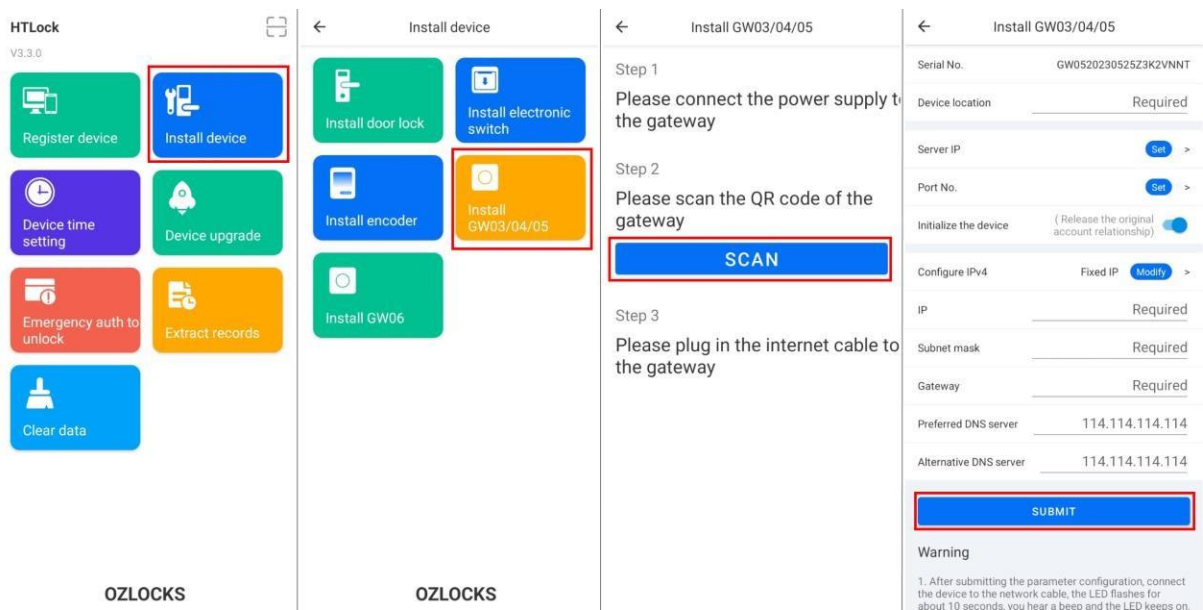 HTLock
V3.3.0
Register device
Install device
Device time
setting
Device upgrade
Emergency auth to
unlock
Extract records
Clear data
OZLOCKS
Install device
Install door lock
Install electronic
switch
Install encoder
Install
GW03/04/05
Install GW06
OZLOCKS
Install GW03/04/05
Step 1
Please connect the power supply to
the gateway
Step 2
Please scan the QR code of the
gateway
SCAN
Step 3
Please plug in the internet cable to
the gateway
Install GW03/04/05
Serial No. GW0520230525Z3K2VNNT
Device location Required
Server IP Set >
Port No. Set >
Initialize the device ( Release the original
account relationship)
Configure IPv4 Fixed IP Modify >
IP Required
Subnet mask Required
Gateway Required
Preferred DNS server 114.114.114.114
Alternative DNS server 114.114.114.114
SUBMIT
Warning
1. After submitting the parameter configuration, connect
the device to the network cable, the LED flashes for
about 10 seconds, you hear a beep and the LED keeps on,